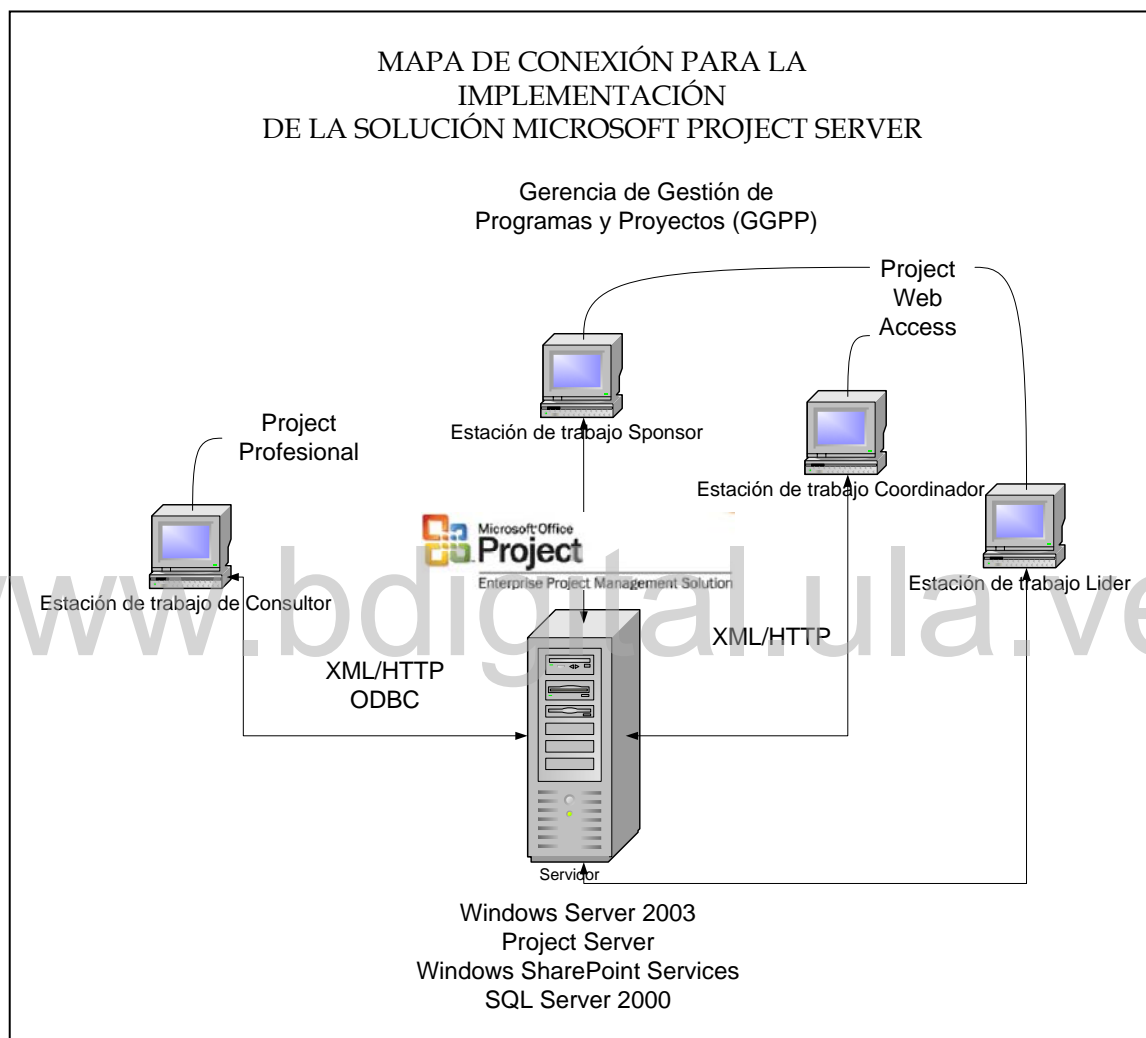 MAPA DE CONEXIÓN PARA LA
IMPLEMENTACIÓN
DE LA SOLUCIÓN MICROSOFT PROJECT SERVER
Gerencia de Gestión de
Programas y Proyectos (GGPP)
Project
Web
Access
Project
Profesional
Estación de trabajo Sponsor
Estación de trabajo Coordinador
Microsoft Office
Project
Enterprise Project Management Solution
Estación de trabajo de Consultor
Estación de trabajo Lider
www.bdigital.ula.ve
XML/HTTP
ODBC
XML/HTTP
Servidor
Windows Server 2003
Project Server
Windows SharePoint Services
SQL Server 2000